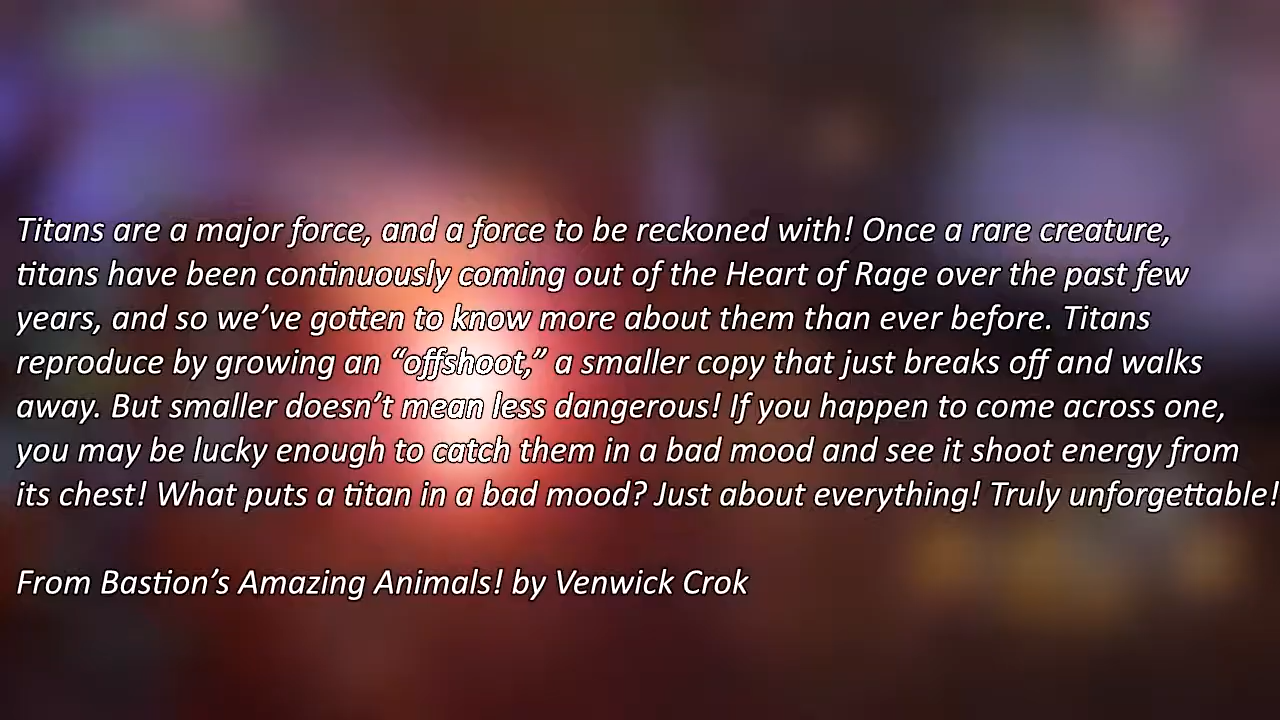 Titans are a major force, and a force to be reckoned with! Once a rare creature,
titans have been continuously coming out of the Heart of Rage over the past few
years, and so we’ve gotten to know more about them than ever before. Titans
reproduce by growing an “offshoot,” a smaller copy that just breaks off and walks
away. But smaller doesn’t mean less dangerous! If you happen to come across one,
you may be lucky enough to catch them in a bad mood and see it shoot energy from
its chest! What puts a titan in a bad mood? Just about everything! Truly unforgettable!
From Bastion’s Amazing Animals! by Venwick Crok